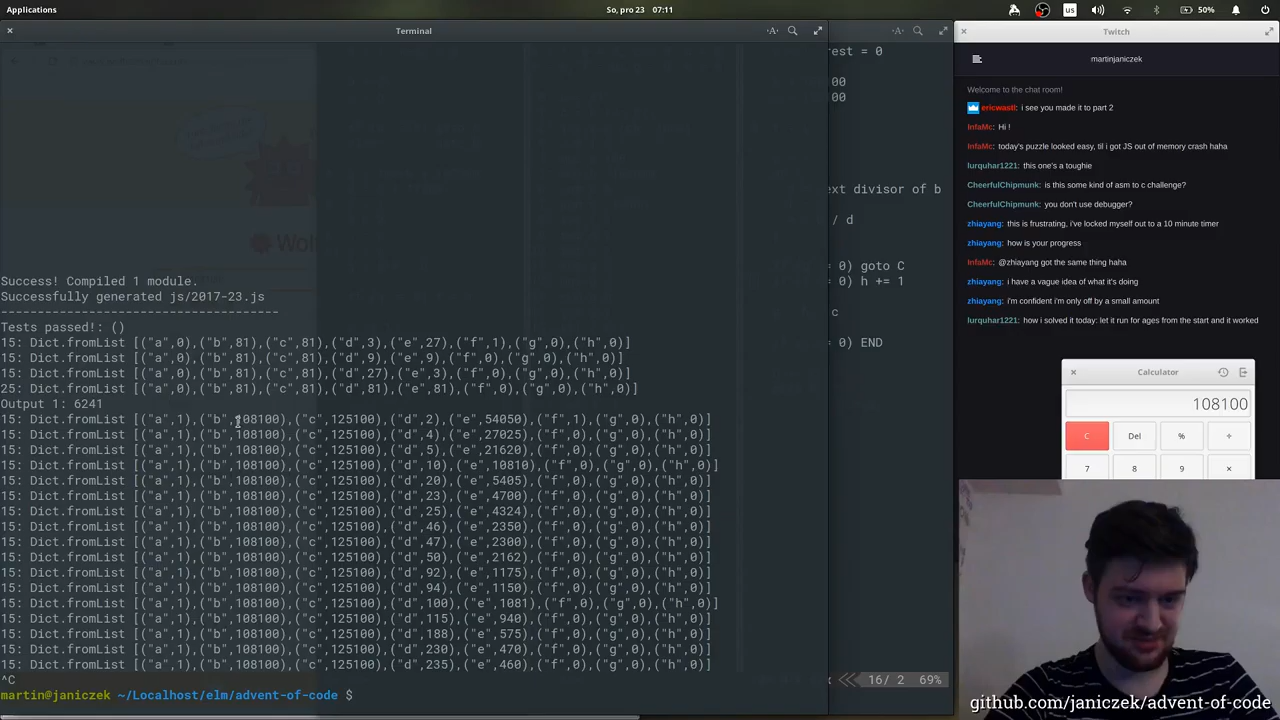 Applications
So, pro 23 07:11
us
50%
Terminal
Success! Compiled 1 module.
Successfully generated js/2017-23.js
-------------------------------------
Tests passed!: ()
15: Dict.fromList [("a",0),("b",81),("c",81),("d",3),("e",27),("f",1),("g",0),("h",0)]
15: Dict.fromList [("a",0),("b",81),("c",81),("d",9),("e",9),("f",0),("g",0),("h",0)]
15: Dict.fromList [("a",0),("b",81),("c",81),("d",27),("e",3),("f",0),("g",0),("h",0)]
25: Dict.fromList [("a",0),("b",81),("c",81),("d",81),("e",81),("f",0),("g",0),("h",0)]
Output 1: 6241
15: Dict.fromList [("a",1),("b",108100),("c",125100),("d",2),("e",54050),("f",1),("g",0),("h",0)]
15: Dict.fromList [("a",1),("b",108100),("c",125100),("d",4),("e",27025),("f",0),("g",0),("h",0)]
15: Dict.fromList [("a",1),("b",108100),("c",125100),("d",5),("e",21620),("f",0),("g",0),("h",0)]
15: Dict.fromList [("a",1),("b",108100),("c",125100),("d",10),("e",10810),("f",0),("g",0),("h",0)]
15: Dict.fromList [("a",1),("b",108100),("c",125100),("d",20),("e",5405),("f",0),("g",0),("h",0)]
15: Dict.fromList [("a",1),("b",108100),("c",125100),("d",23),("e",4700),("f",0),("g",0),("h",0)]
15: Dict.fromList [("a",1),("b",108100),("c",125100),("d",25),("e",4324),("f",0),("g",0),("h",0)]
15: Dict.fromList [("a",1),("b",108100),("c",125100),("d",46),("e",2350),("f",0),("g",0),("h",0)]
15: Dict.fromList [("a",1),("b",108100),("c",125100),("d",47),("e",2300),("f",0),("g",0),("h",0)]
15: Dict.fromList [("a",1),("b",108100),("c",125100),("d",50),("e",2162),("f",0),("g",0),("h",0)]
15: Dict.fromList [("a",1),("b",108100),("c",125100),("d",92),("e",1175),("f",0),("g",0),("h",0)]
15: Dict.fromList [("a",1),("b",108100),("c",125100),("d",94),("e",1150),("f",0),("g",0),("h",0)]
15: Dict.fromList [("a",1),("b",108100),("c",125100),("d",100),("e",1081),("f",0),("g",0),("h",0)]
15: Dict.fromList [("a",1),("b",108100),("c",125100),("d",115),("e",940),("f",0),("g",0),("h",0)]
15: Dict.fromList [("a",1),("b",108100),("c",125100),("d",188),("e",575),("f",0),("g",0),("h",0)]
15: Dict.fromList [("a",1),("b",108100),("c",125100),("d",230),("e",470),("f",0),("g",0),("h",0)]
15: Dict.fromList [("a",1),("b",108100),("c",125100),("d",235),("e",460),("f",0),("g",0),("h",0)]
^C
martin@janiczek ~/Localhost/elm/advent-of-code $
rest = 0
00
00
ext divisor of b
/ d
= 0) goto C
= 0) h += 1
c
= 0) END
16/ 2 69%
Twitch
martinjaniczek
Welcome to the chat room!
ericwastl: i see you made it to part 2
InfaMc: Hi !
InfaMc: today's puzzle looked easy, til i got JS out of memory crash haha
lurquhar1221: this one's a toughie
CheerfulChipmunk: is this some kind of asm to c challenge?
CheerfulChipmunk: you don't use debugger?
zhiayang: this is frustrating, i've locked myself out to a 10 minute timer
zhiayang: how is your progress
InfaMc: @zhiayang got the same thing haha
zhiayang: i have a vague idea of what it's doing
zhiayang: i'm confident i'm only off by a small amount
lurquhar1221: how i solved it today: let it run for ages from the start and it worked
Calculator
108100
C Del % ÷
7 8 9 ×
github.com/janiczek/advent-of-code